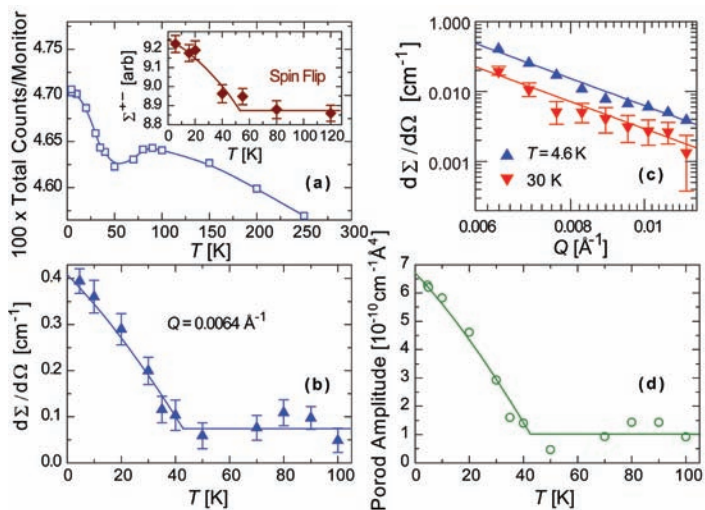 100 x Total Counts/Monitor
4.75
4.70
4.65
4.60
0 50 100 150 200 250 300
T [K]
(a)
Σ⁺⁻ [arb]
9.2
9.1
9.0
8.9
8.8
0 20 40 60 80 100 120
T [K]
Spin Flip
dΣ/dΩ [cm⁻¹]
1.000
0.100
0.010
0.001
T = 4.6 K
30 K
(c)
0.006 0.008 0.01
Q [Å⁻¹]
dΣ/dΩ [cm⁻¹]
0.4
0.3
0.2
0.1
0.0
Q = 0.0064 Å⁻¹
(b)
0 20 40 60 80 100
T [K]
Porod Amplitude [10⁻¹⁰cm⁻¹Å⁴]
7
6
5
4
3
2
1
0
(d)
0 20 40 60 80 100
T [K]